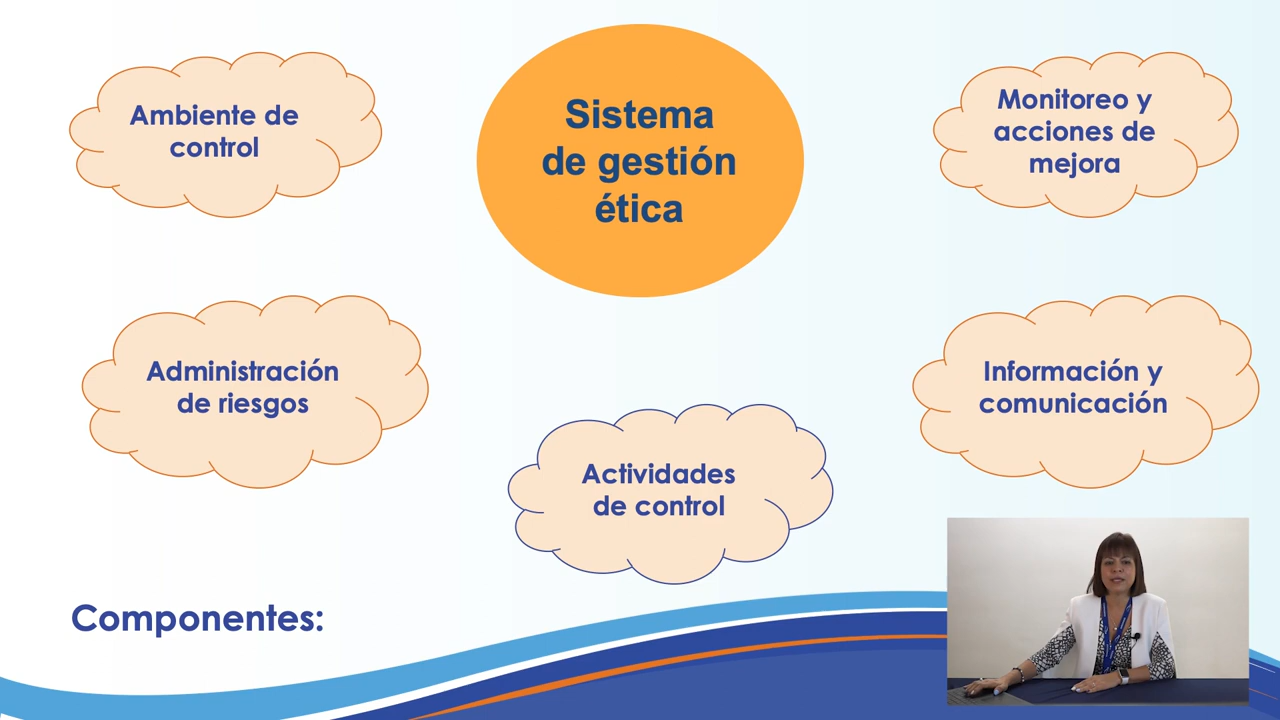 Sistema
de gestión
ética
Ambiente de
control
Monitoreo y
acciones de
mejora
Administración
de riesgos
Información y
comunicación
Actividades
de control
Componentes: